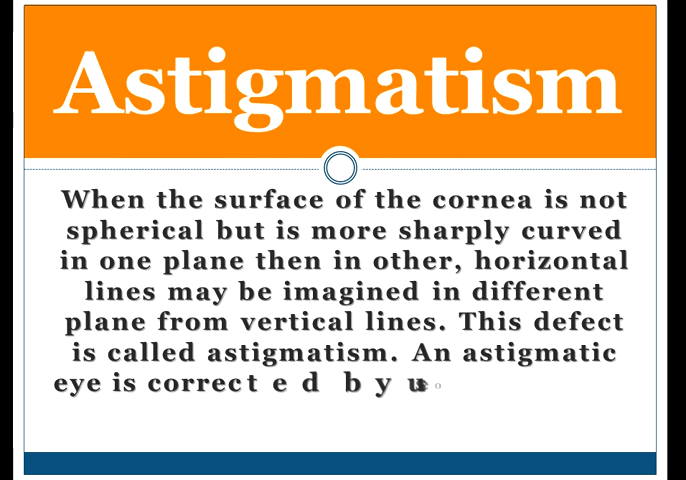 Astigmatism
When the surface of the cornea is not
spherical but is more sharply curved
in one plane then in other, horizontal
lines may be imagined in different
plane from vertical lines. This defect
is called astigmatism. An astigmatic
eye is corrected by